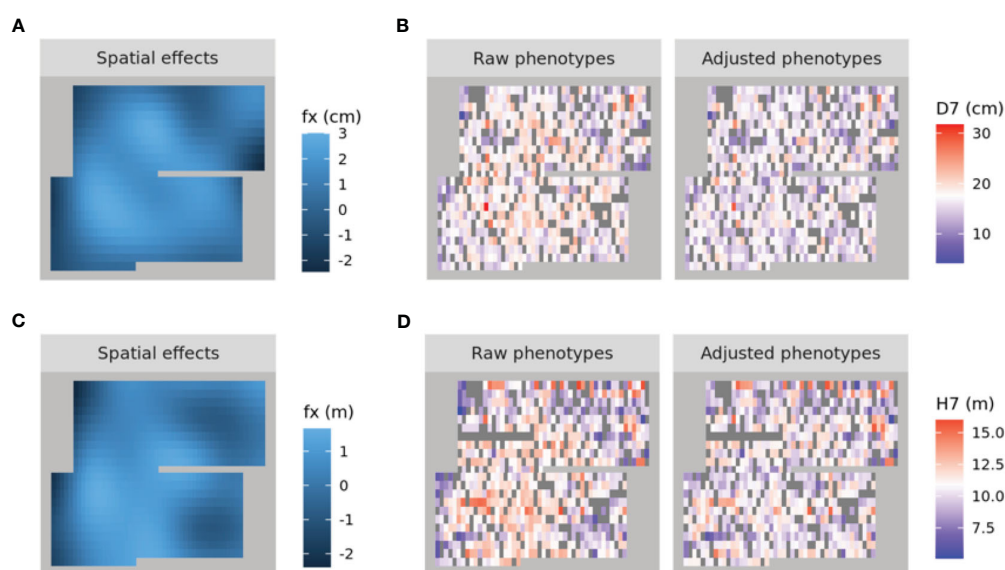 A
Spatial effects
fx (cm)
3
2
1
0
-1
-2
B
Raw phenotypes
Adjusted phenotypes
D7 (cm)
30
20
10
C
Spatial effects
fx (m)
1
0
-1
-2
D
Raw phenotypes
Adjusted phenotypes
H7 (m)
15.0
12.5
10.0
7.5